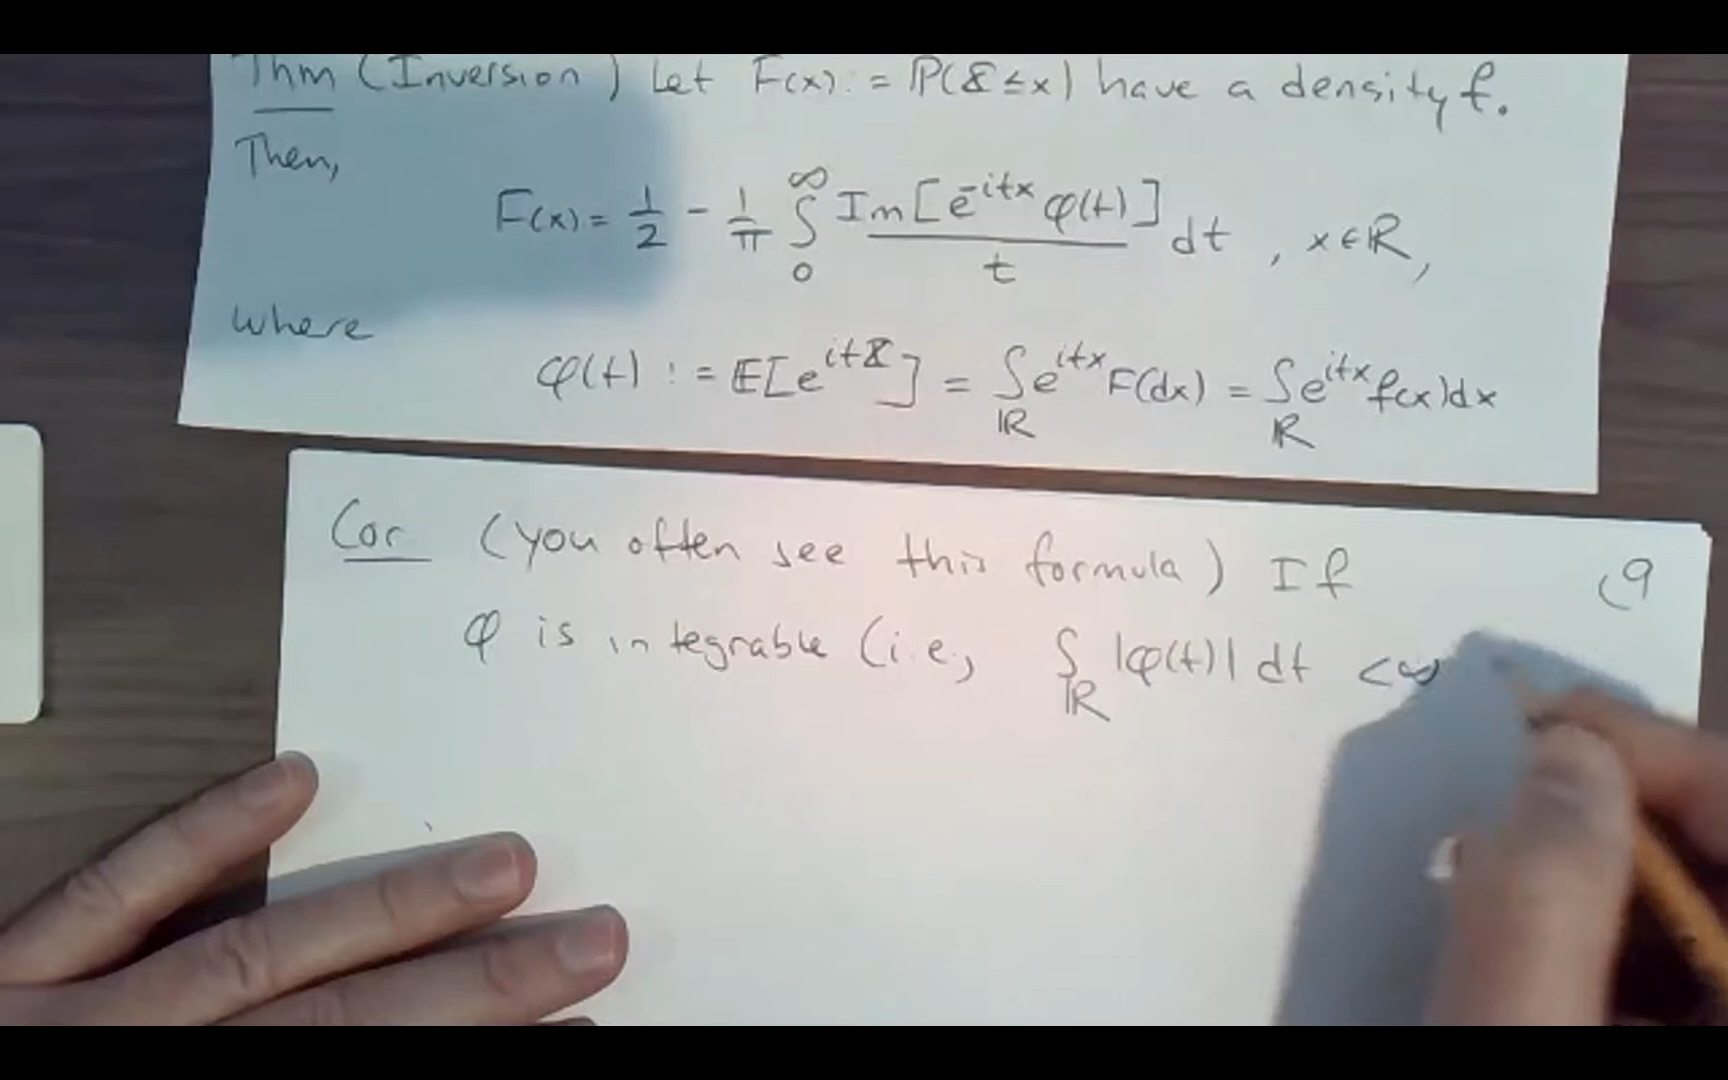 Thm (Inversion) Let F(x) := ℙ(X ≤ x) have a density f.
Then,
F(x) = 1/2 - 1/π ∫_0^∞ Im[e^{-itx} φ(t)] / t dt , x ∈ ℝ,
where
φ(t) := E[e^{itX}] = ∫_ℝ e^{itx} F(dx) = ∫_ℝ e^{itx} f(x)dx
Cor (you often see this formula) If
φ is integrable (i.e, ∫_ℝ |φ(t)| dt <∞
(9